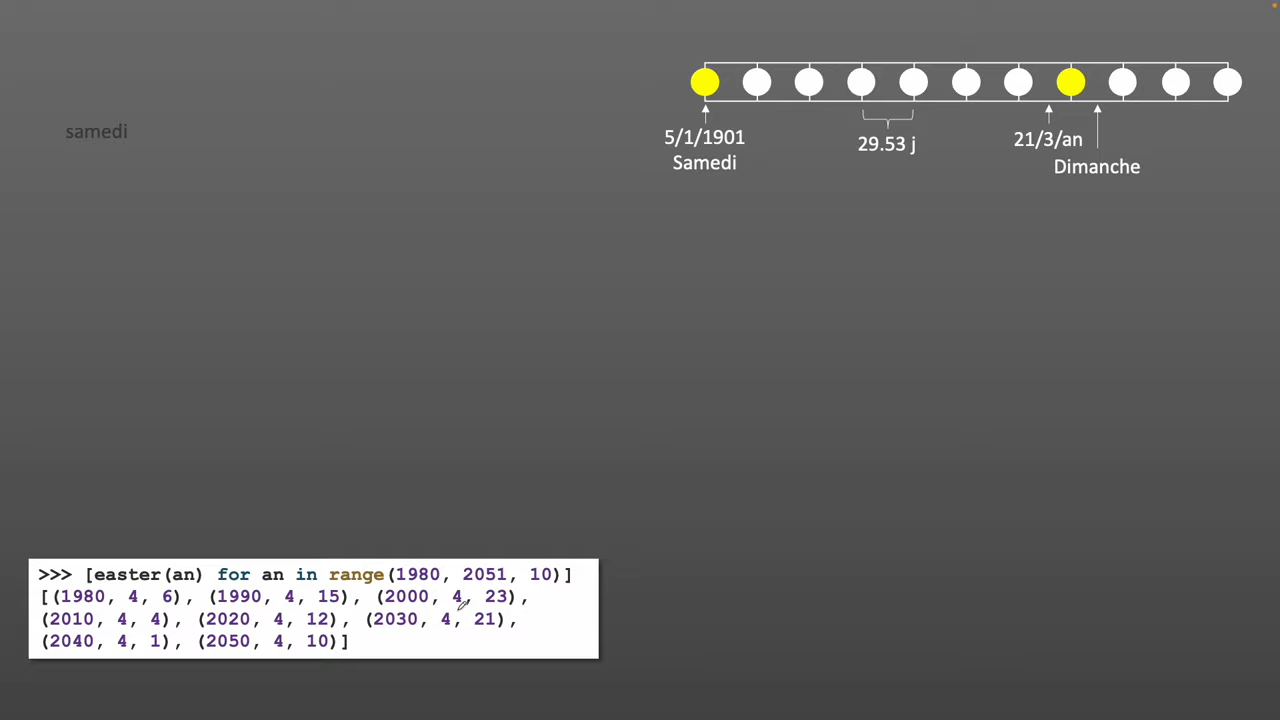 samedi
5/1/1901
Samedi
29.53 j
21/3/an
Dimanche
>>> [easter(an) for an in range(1980, 2051, 10)]
[(1980, 4, 6), (1990, 4, 15), (2000, 4, 23),
(2010, 4, 4), (2020, 4, 12), (2030, 4, 21),
(2040, 4, 1), (2050, 4, 10)]